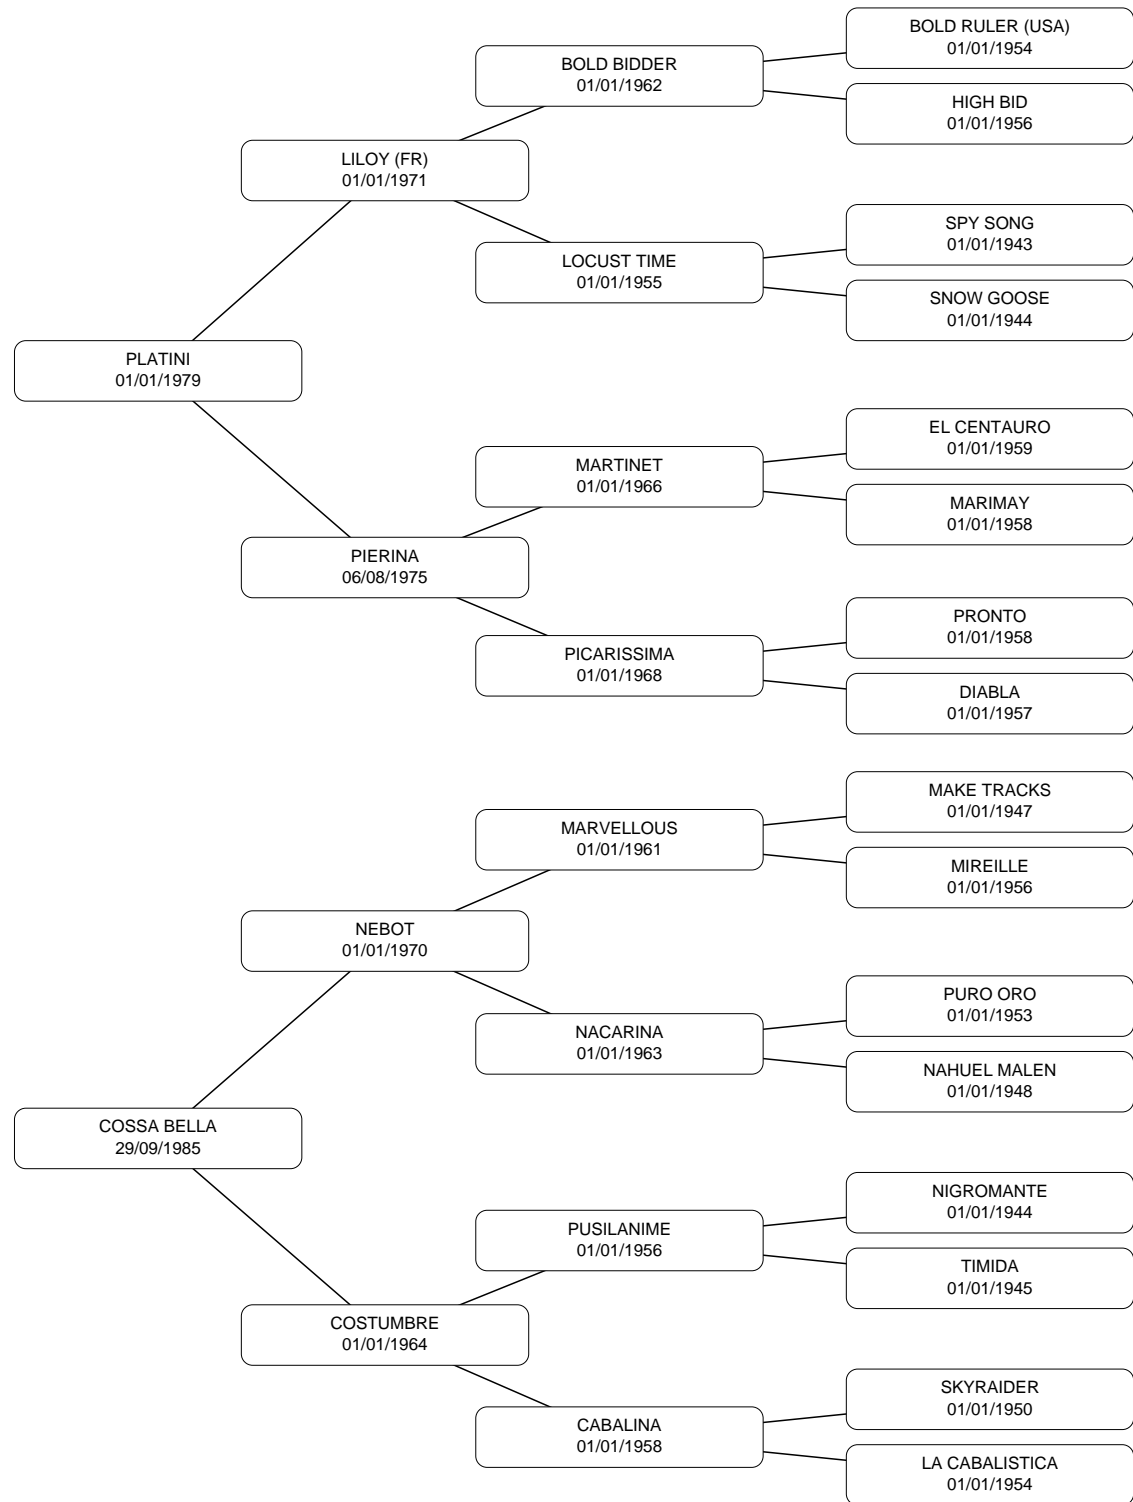 BOLD RULER (USA)
01/01/1954
BOLD BIDDER
01/01/1962
HIGH BID
01/01/1956
LILOY (FR)
01/01/1971
SPY SONG
01/01/1943
LOCUST TIME
01/01/1955
SNOW GOOSE
01/01/1944
PLATINI
01/01/1979
EL CENTAURO
01/01/1959
MARTINET
01/01/1966
MARIMAY
01/01/1958
PIERINA
06/08/1975
PRONTO
01/01/1958
PICARISSIMA
01/01/1968
DIABLA
01/01/1957
MAKE TRACKS
01/01/1947
MARVELLOUS
01/01/1961
MIREILLE
01/01/1956
NEBOT
01/01/1970
PURO ORO
01/01/1953
NACARINA
01/01/1963
NAHUEL MALEN
01/01/1948
COSSA BELLA
29/09/1985
NIGROMANTE
01/01/1944
PUSILANIME
01/01/1956
TIMIDA
01/01/1945
COSTUMBRE
01/01/1964
SKYRAIDER
01/01/1950
CABALINA
01/01/1958
LA CABALISTICA
01/01/1954